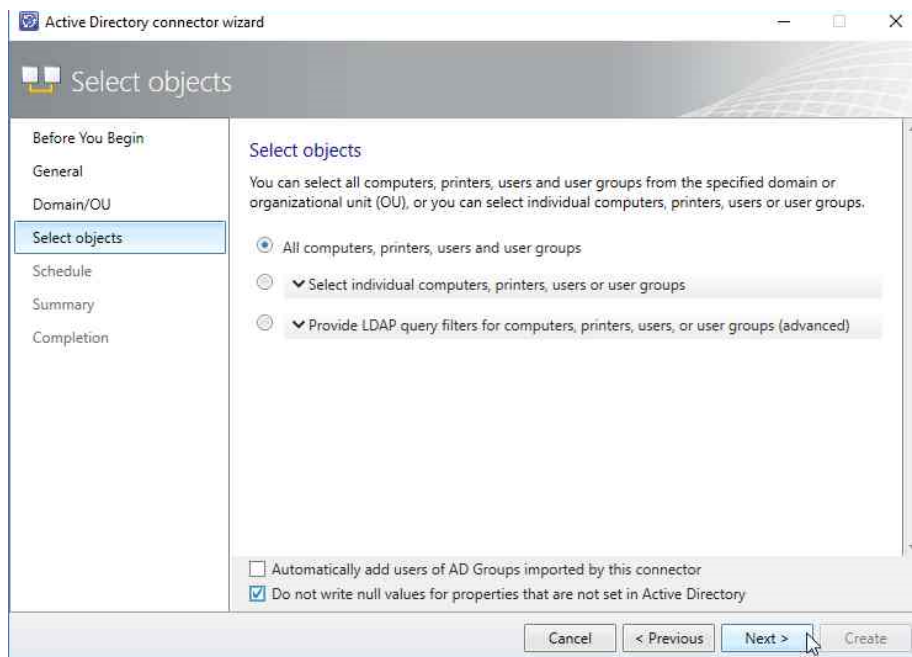 Active Directory connector wizard
Select objects
Before You Begin
General
Domain/OU
Select objects
Schedule
Summary
Completion
Select objects
You can select all computers, printers, users and user groups from the specified domain or
organizational unit (OU), or you can select individual computers, printers, users or user groups.
All computers, printers, users and user groups
Select individual computers, printers, users or user groups
Provide LDAP query filters for computers, printers, users, or user groups (advanced)
Automatically add users of AD Groups imported by this connector
Do not write null values for properties that are not set in Active Directory
Cancel < Previous Next > Create